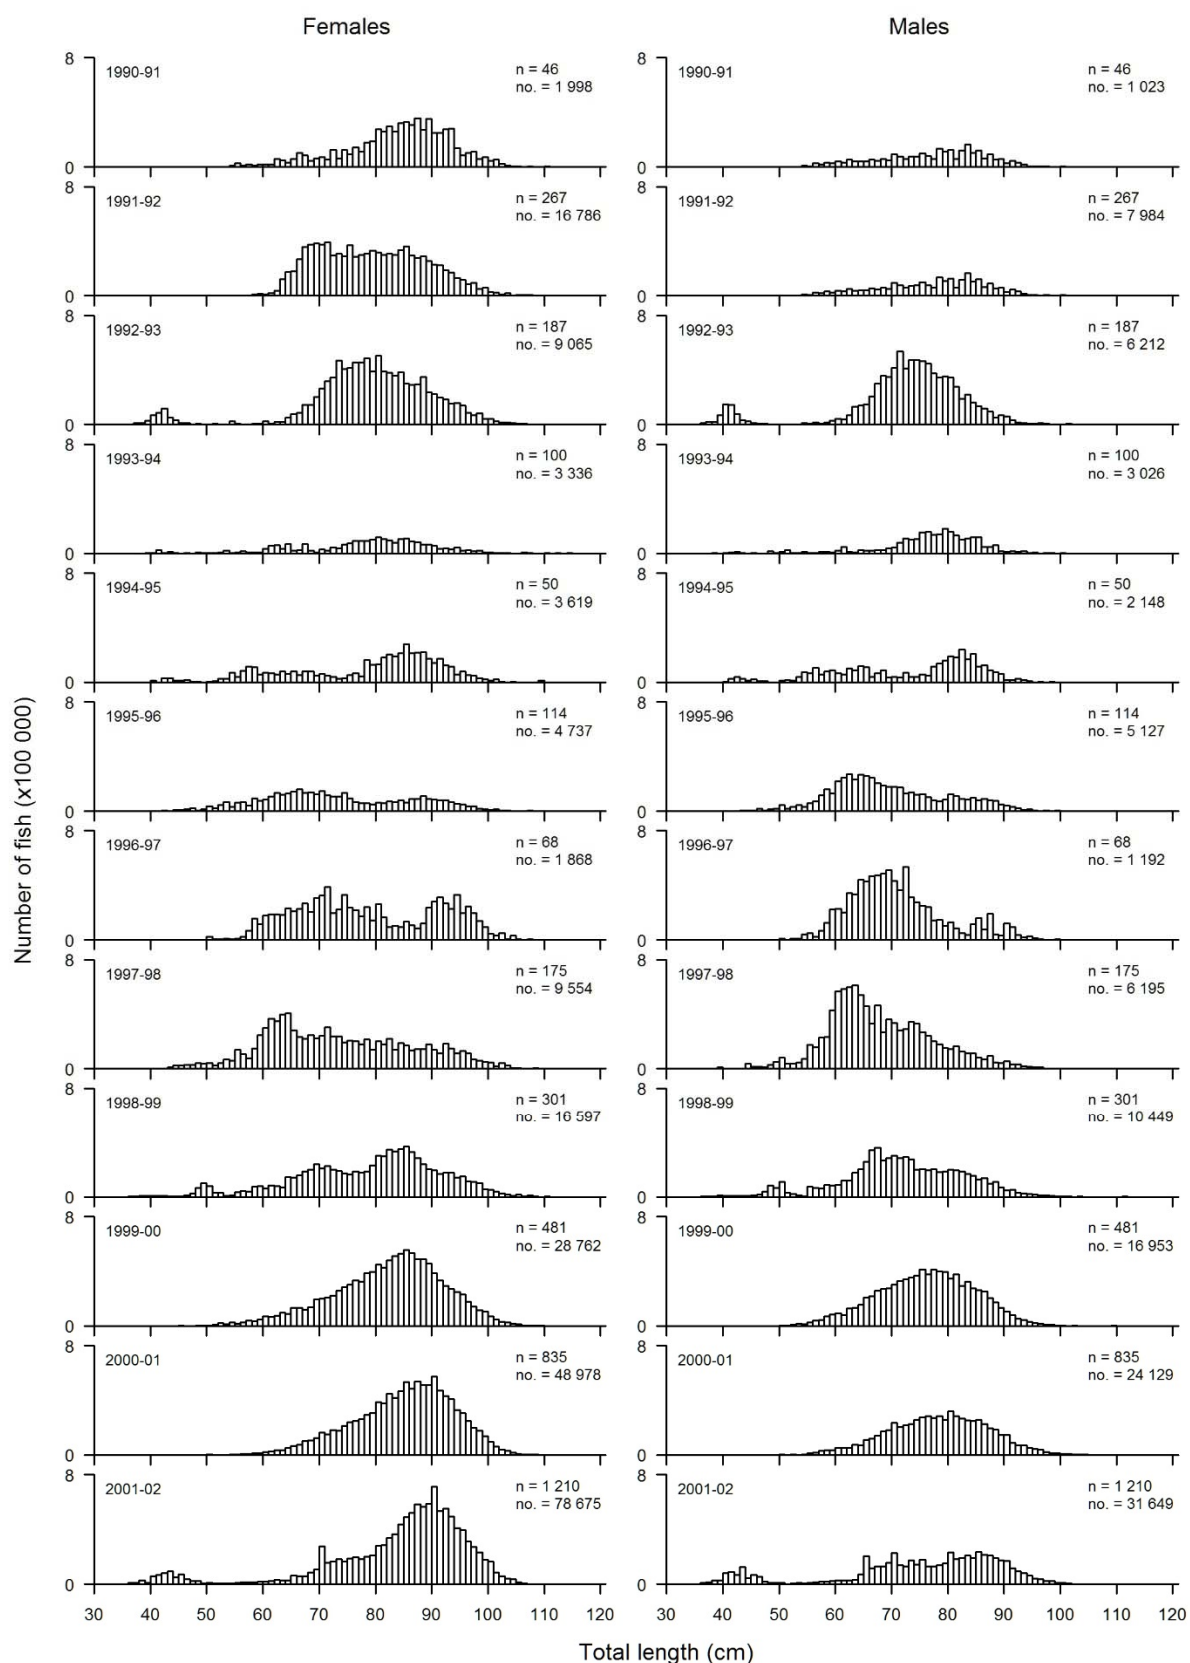 Females Males
8 1990-91 n = 46 no. = 1 998 1990-91 n = 46 no. = 1 023
0 0
8 1991-92 n = 267 no. = 16 786 8 1991-92 n = 267 no. = 7 984
0 0
8 1992-93 n = 187 no. = 9 065 8 1992-93 n = 187 no. = 6 212
0 0
8 1993-94 n = 100 no. = 3 336 8 1993-94 n = 100 no. = 3 026
0 0
8 1994-95 n = 50 no. = 3 619 8 1994-95 n = 50 no. = 2 148
0 0
8 1995-96 n = 114 no. = 4 737 8 1995-96 n = 114 no. = 5 127
0 0
8 1996-97 n = 68 no. = 1 868 8 1996-97 n = 68 no. = 1 192
0 0
8 1997-98 n = 175 no. = 9 554 8 1997-98 n = 175 no. = 6 195
0 0
8 1998-99 n = 301 no. = 16 597 8 1998-99 n = 301 no. = 10 449
0 0
8 1999-00 n = 481 no. = 28 762 8 1999-00 n = 481 no. = 16 953
0 0
8 2000-01 n = 835 no. = 48 978 8 2000-01 n = 835 no. = 24 129
0 0
8 2001-02 n = 1 210 no. = 78 675 8 2001-02 n = 1 210 no. = 31 649
0 0
30 40 50 60 70 80 90 100 110 120 30 40 50 60 70 80 90 100 110 120
Number of fish (x100 000)
Total length (cm)